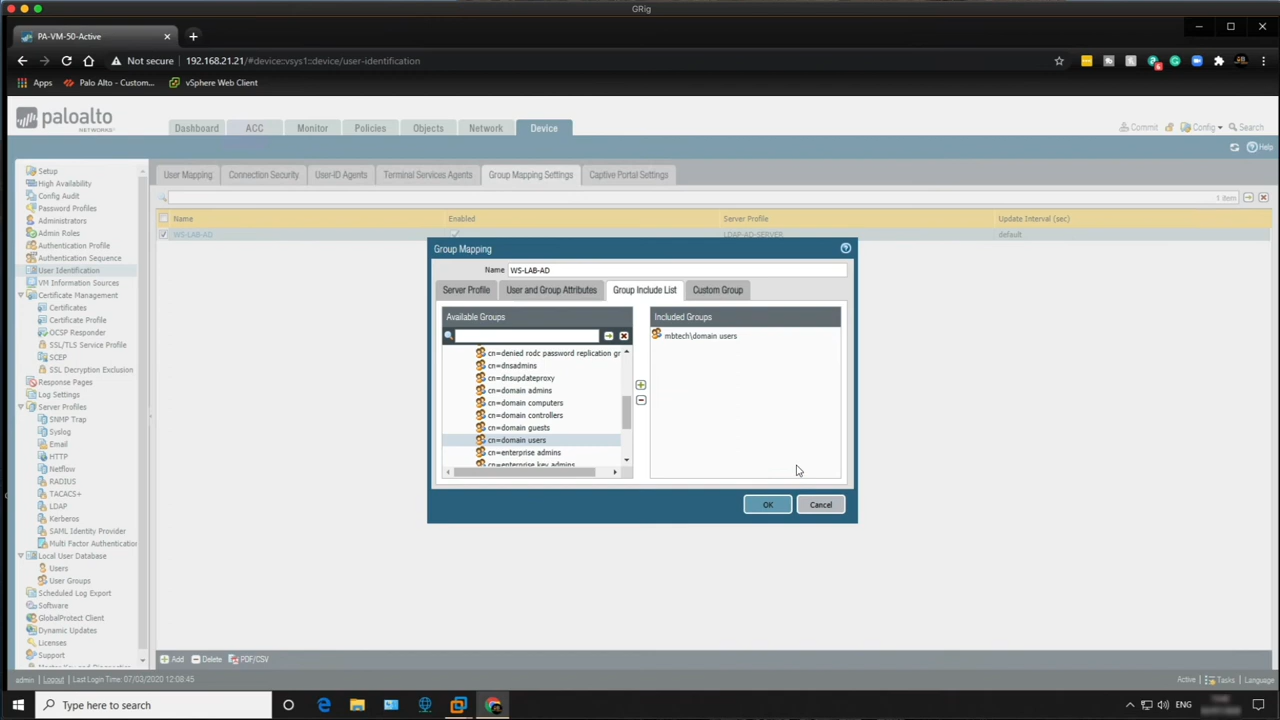 GRig
PA-VM-50-Active
Not secure 192.168.21.21/#device:vsys1::device/user-identification
Apps Palo Alto - Custom... vSphere Web Client
paloalto
NETWORKS
Dashboard ACC Monitor Policies Objects Network Device
Commit Config Search
Help
Setup
High Availability
Config Audit
Password Profiles
Administrators
Admin Roles
Authentication Profile
Authentication Sequence
User Identification
VM Information Sources
Certificate Management
Certificates
Certificate Profile
OCSP Responder
SSL/TLS Service Profile
SCEP
SSL Decryption Exclusion
Response Pages
Log Settings
Server Profiles
SNMP Trap
Syslog
Email
HTTP
Netflow
RADIUS
TACACS+
LDAP
Kerberos
SAML Identity Provider
Multi Factor Authentication
Local User Database
Users
User Groups
Scheduled Log Export
Software
GlobalProtect Client
Dynamic Updates
Licenses
Support
Master Key and Diagnostics
User Mapping Connection Security User-ID Agents Terminal Services Agents Group Mapping Settings Captive Portal Settings
1 item
Name Enabled Server Profile Update Interval (sec)
WS-LAB-AD LDAP-AD-SERVER default
Group Mapping
Name WS-LAB-AD
Server Profile User and Group Attributes Group Include List Custom Group
Available Groups
cn=denied rodc password replication gr
cn=dnsadmins
cn=dnsupdateproxy
cn=domain admins
cn=domain computers
cn=domain controllers
cn=domain guests
cn=domain users
cn=enterprise admins
cn=enterprise key admins
Included Groups
mbtech\domain users
OK Cancel
Add Delete PDF/CSV
admin Logout Last Login Time: 07/03/2020 12:08:45
Active Tasks Language
Type here to search
ENG